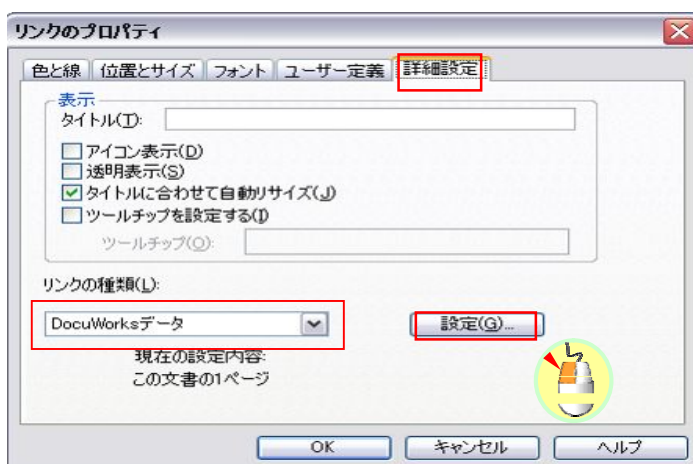 リンクのプロパティ
色と線 位置とサイズ フォント ユーザー定義 詳細設定
表示
タイトル(T):
アイコン表示(D)
透明表示(S)
タイトルに合わせて自動リサイズ(J)
ツールチップを設定する(I)
ツールチップ(O):
リンクの種類(L):
DocuWorksデータ 設定(G)...
現在の設定内容:
この文書の1ページ
OK キャンセル ヘルプ